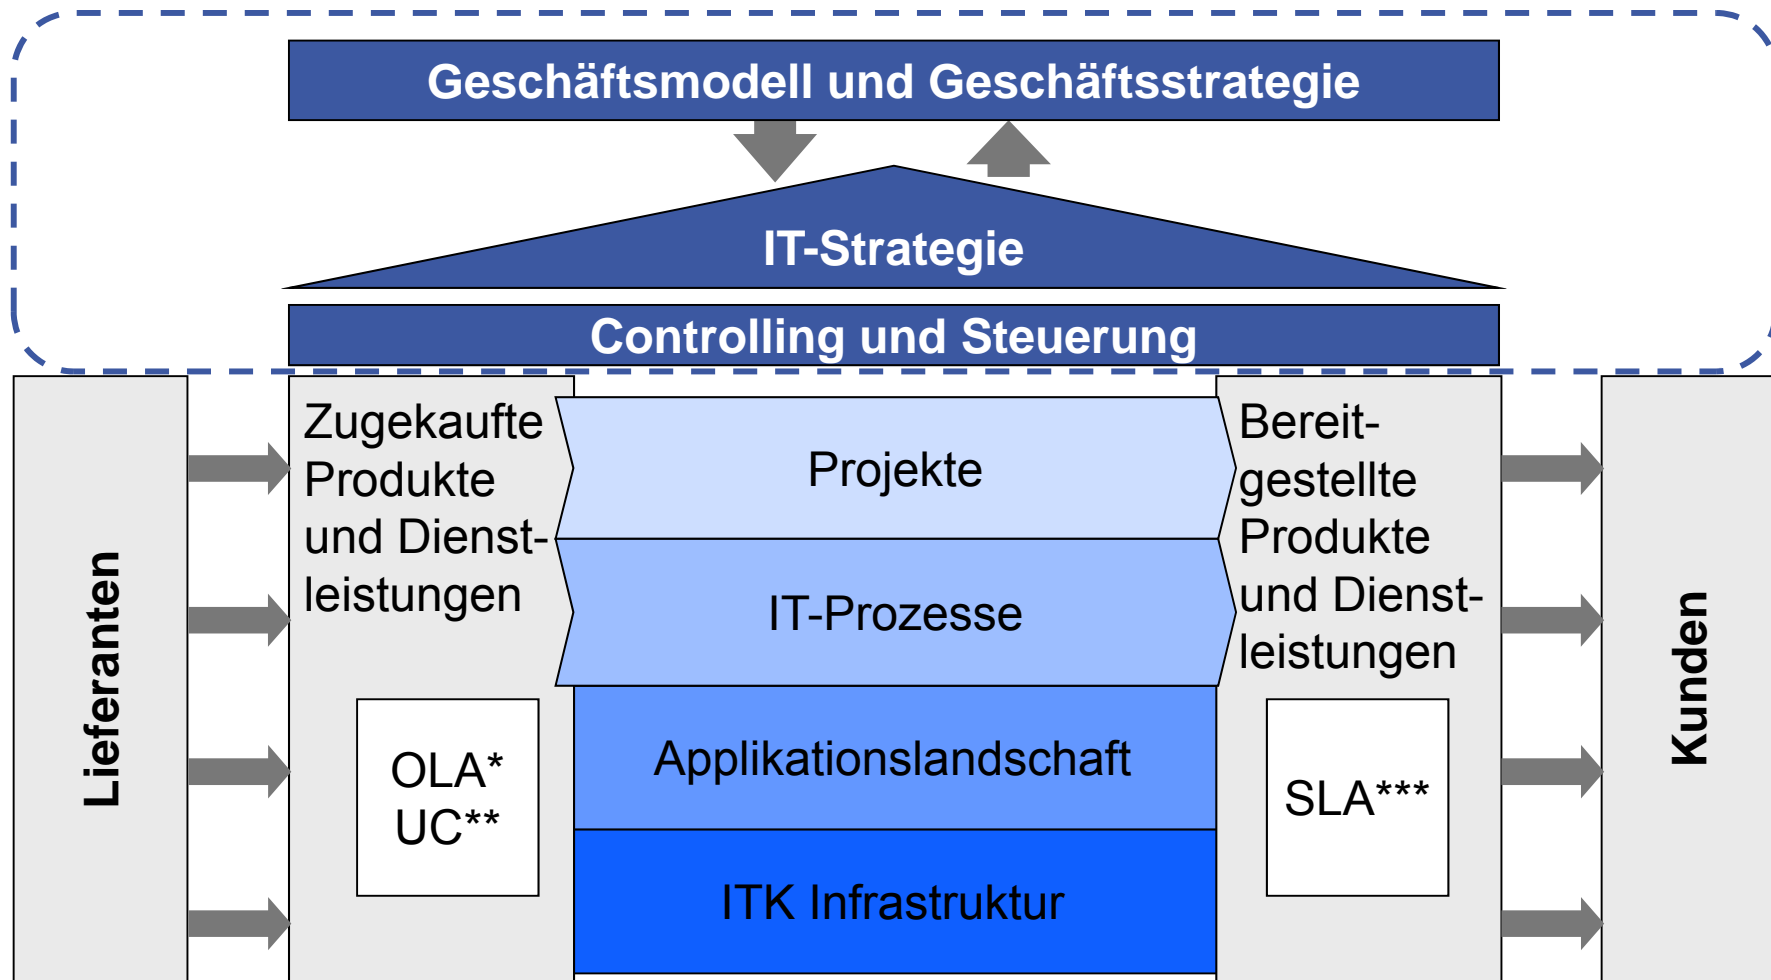 Geschäftsmodell und Geschäftsstrategie
IT-Strategie
Controlling und Steuerung
Lieferanten
Zugekaufte
Produkte
und Dienst-
leistungen
OLA*
UC**
Projekte
IT-Prozesse
Applikationslandschaft
ITK Infrastruktur
Bereit-
gestellte
Produkte
und Dienst-
leistungen
SLA***
Kunden